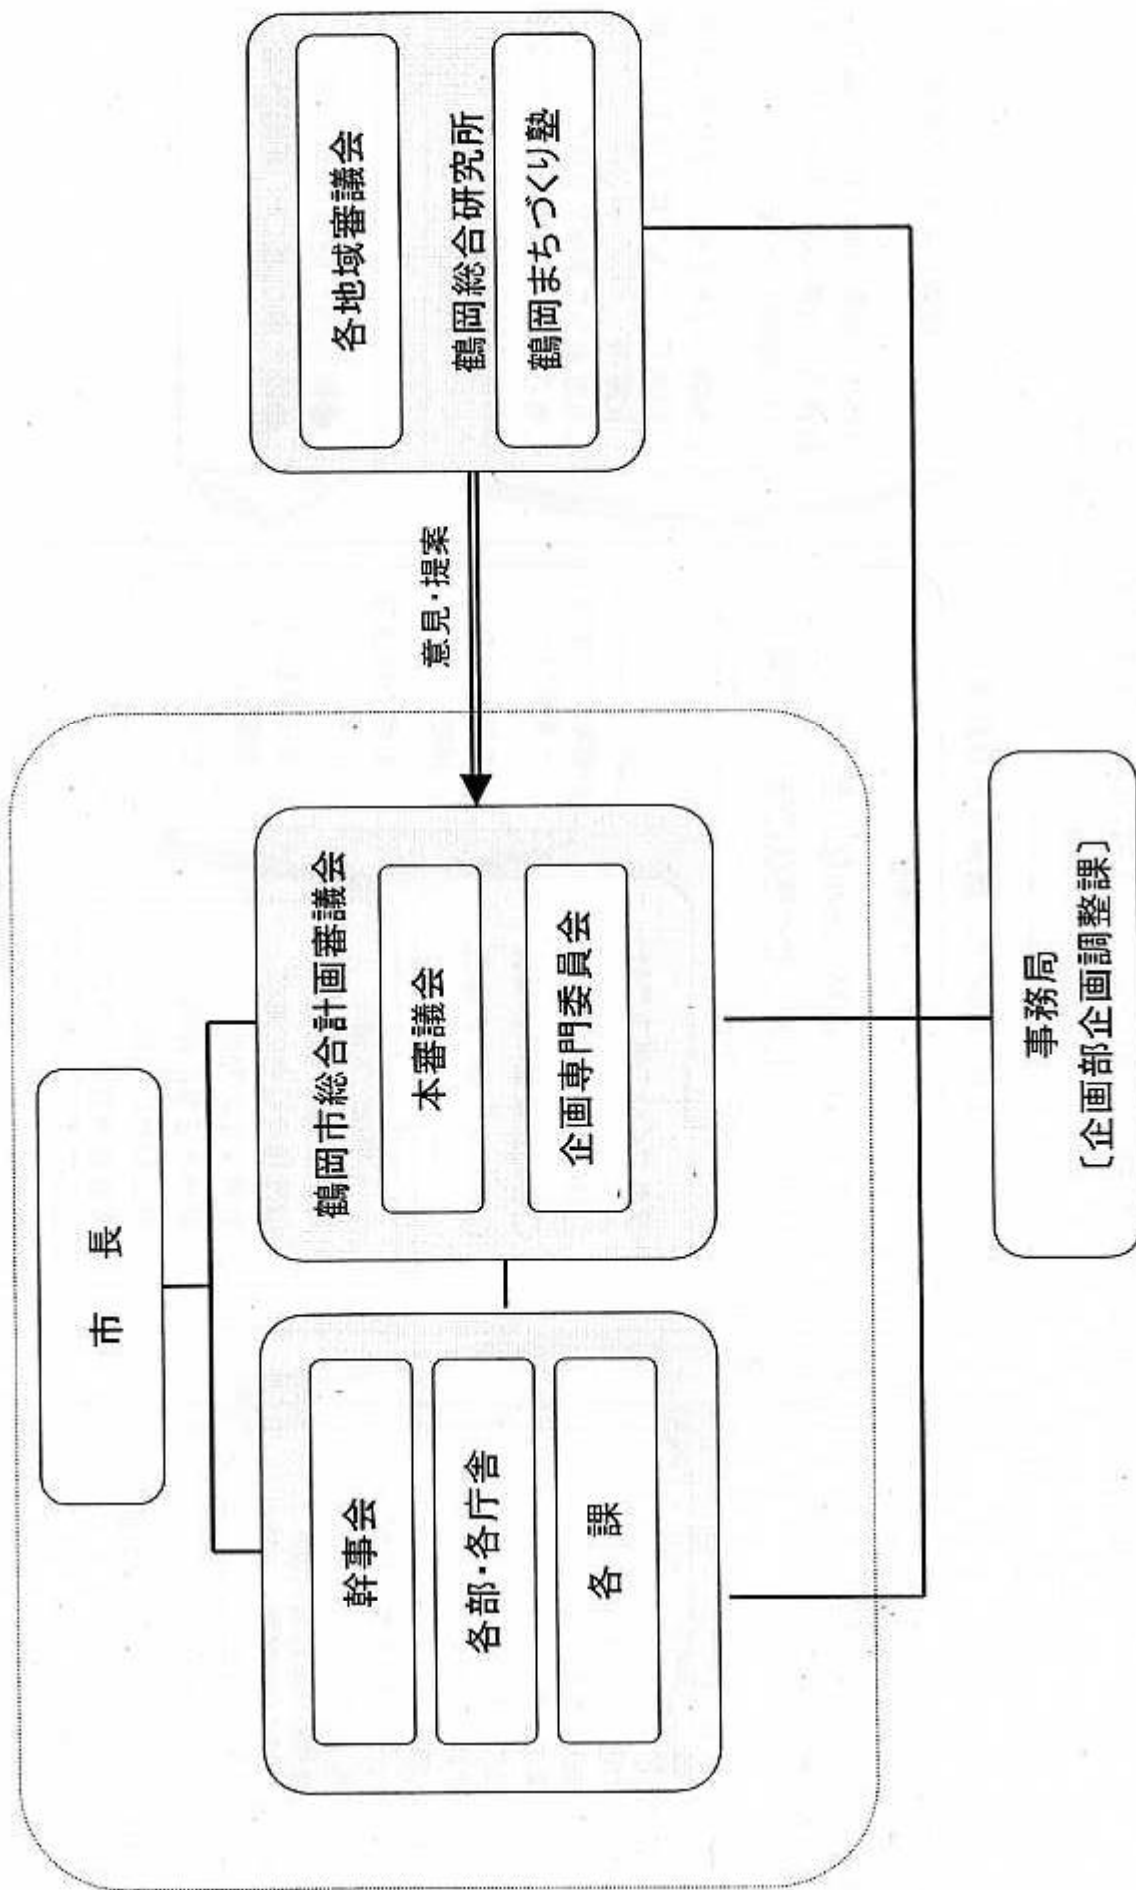 市　長
幹事会
各部・各庁舎
各　課
鶴岡市総合計画審議会
本審議会
企画専門委員会
意見・提案
各地域審議会
鶴岡総合研究所
鶴岡まちづくり塾
事務局
〔企画部企画調整課〕